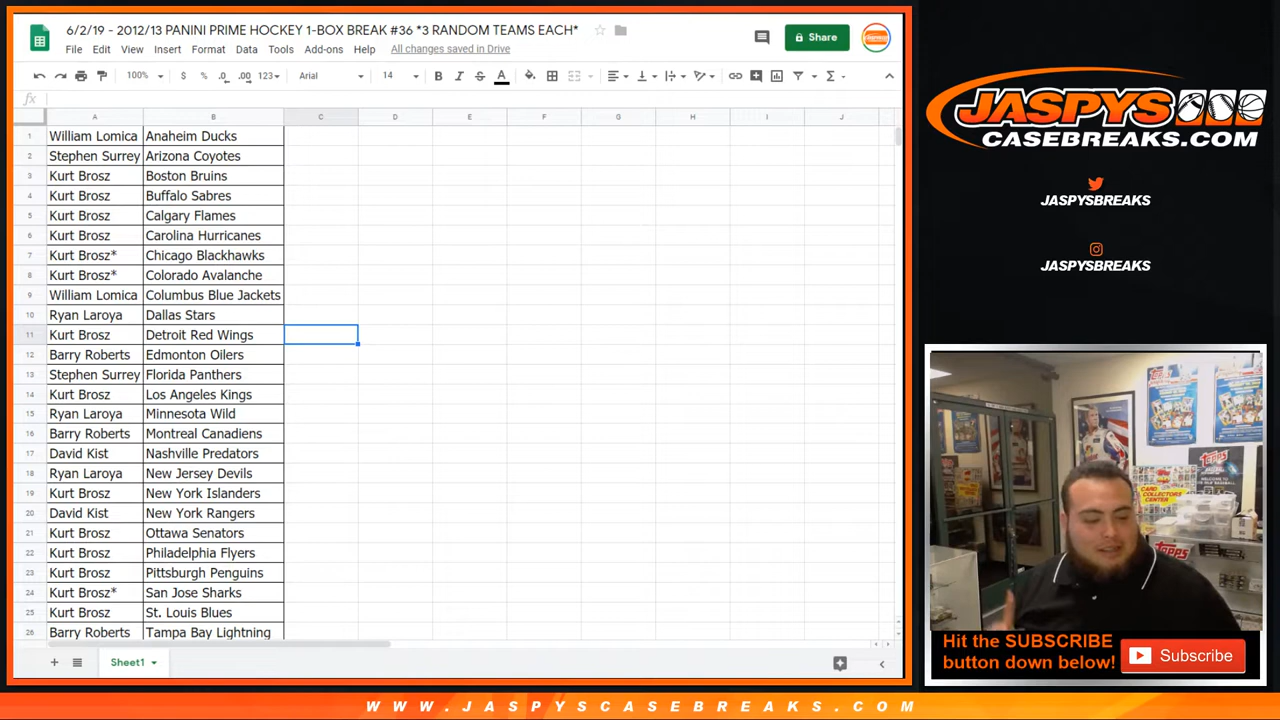 6/2/19 - 2012/13 PANINI PRIME HOCKEY 1-BOX BREAK #36 *3 RANDOM TEAMS EACH*
File Edit View Insert Format Data Tools Add-ons Help All changes saved in Drive
Share
100% $ % .0 .00 123 Arial 14 B I S A
fx
A B C D E F G H I J
1 William Lomica Anaheim Ducks
2 Stephen Surrey Arizona Coyotes
3 Kurt Brosz Boston Bruins
4 Kurt Brosz Buffalo Sabres
5 Kurt Brosz Calgary Flames
6 Kurt Brosz Carolina Hurricanes
7 Kurt Brosz* Chicago Blackhawks
8 Kurt Brosz* Colorado Avalanche
9 William Lomica Columbus Blue Jackets
10 Ryan Laroya Dallas Stars
11 Kurt Brosz Detroit Red Wings
12 Barry Roberts Edmonton Oilers
13 Stephen Surrey Florida Panthers
14 Kurt Brosz Los Angeles Kings
15 Ryan Laroya Minnesota Wild
16 Barry Roberts Montreal Canadiens
17 David Kist Nashville Predators
18 Ryan Laroya New Jersey Devils
19 Kurt Brosz New York Islanders
20 David Kist New York Rangers
21 Kurt Brosz Ottawa Senators
22 Kurt Brosz Philadelphia Flyers
23 Kurt Brosz Pittsburgh Penguins
24 Kurt Brosz* San Jose Sharks
25 Kurt Brosz St. Louis Blues
26 Barry Roberts Tampa Bay Lightning
Sheet1
JASPYS
CASEBREAKS.COM
JASPYSBREAKS
JASPYSBREAKS
Topps
Topps
Topps
CARD
COLLECTORS
CENTER
Topps
Hit the SUBSCRIBE
button down below!
Subscribe
WWW.JASPYSCASEBREAKS.COM